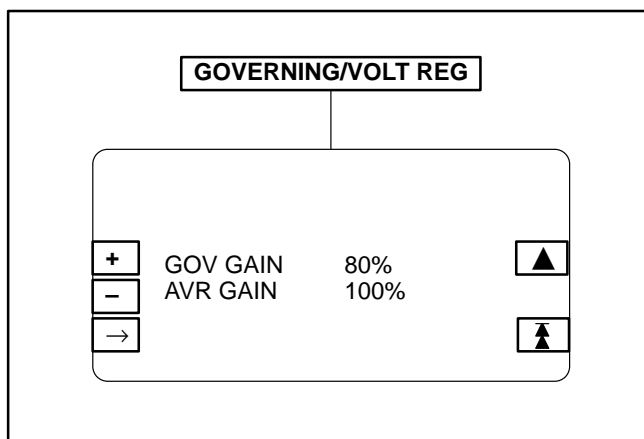 GOVERNING/VOLT REG
+
GOV GAIN 80%
– AVR GAIN 100%
→